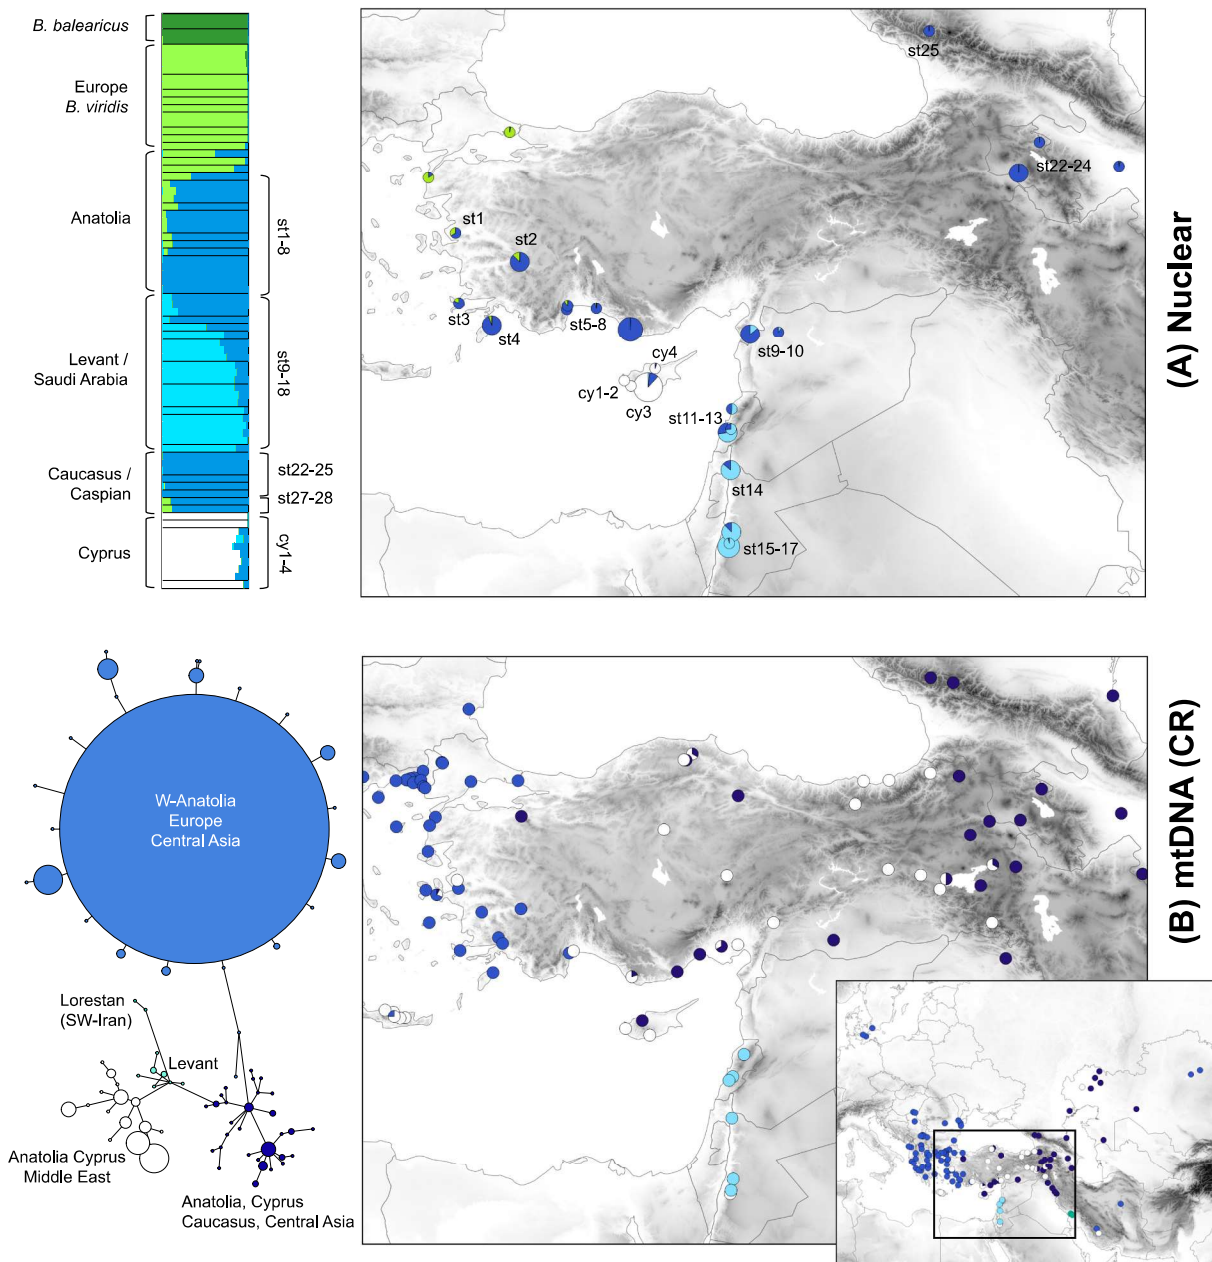 B. balearicus
Europe
B. viridis
Anatolia
st1-8
Levant /
Saudi Arabia
st9-18
Caucasus /
Caspian
st22-25
st27-28
Cyprus
cy1-4
st25
st22-24
st1
st2
st3
st4
st5-8
st9-10
cy4
cy1-2
cy3
st11-13
st14
st15-17
(A) Nuclear
W-Anatolia
Europe
Central Asia
Lorestan
(SW-Iran)
Levant
Anatolia Cyprus
Middle East
Anatolia, Cyprus
Caucasus, Central Asia
(B) mtDNA (CR)